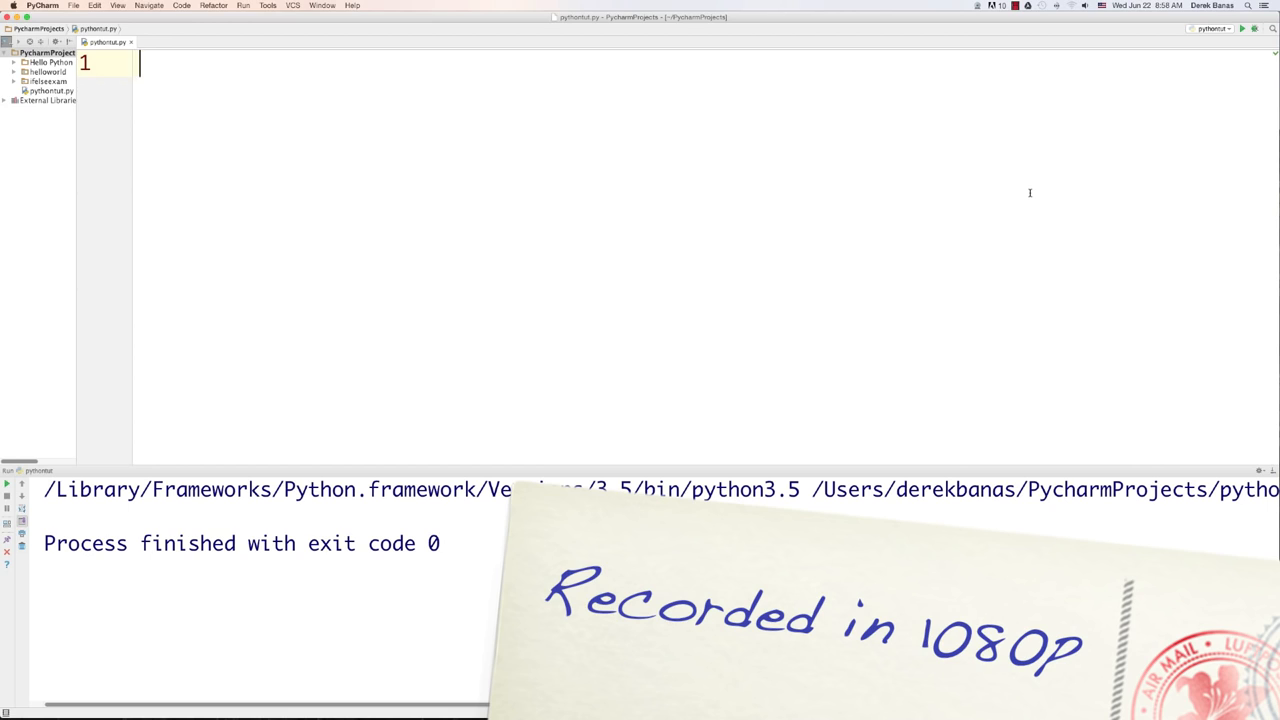 PyCharm File Edit View Navigate Code Refactor Run Tools VCS Window Help 10 Wed Jun 22 8:58 AM Derek Banas
pythontut.py - PycharmProjects - [~/PycharmProjects]
PycharmProjects pythontut.py pythontut
pythontut.py
PycharmProject
Hello Python
helloworld
ifelseexam
pythontut.py
External Librarie
1
Run pythontut
/Library/Frameworks/Python.framework/Versions/3.5/bin/python3.5 /Users/derekbanas/PycharmProjects/pytho
Process finished with exit code 0
Recorded in 1080p
AIR MAIL